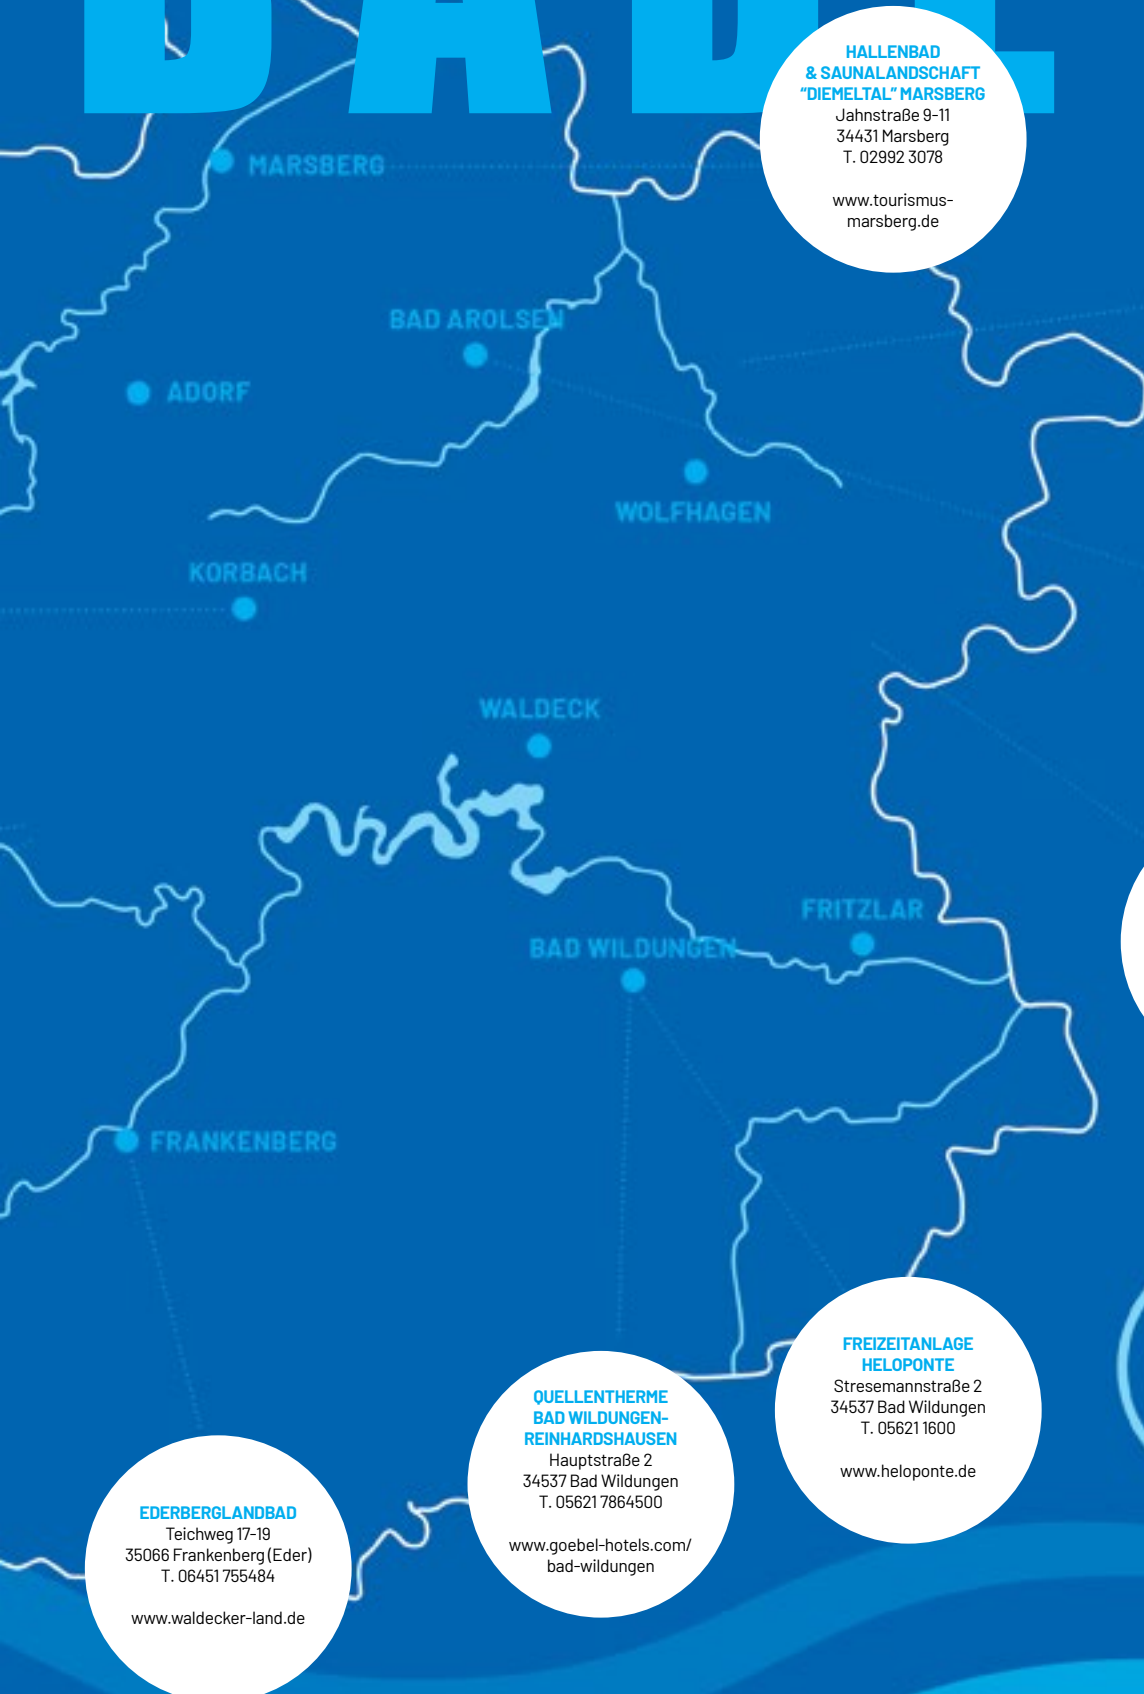 BADE
HALLENBAD
& SAUNALANDSCHAFT
"DIEMELTAL" MARSBERG
Jahnstraße 9-11
34431 Marsberg
T. 02992 3078
www.tourismus-
marsberg.de
MARSBERG
BAD AROLSEN
ADORF
WOLFHAGEN
KORBACH
WALDECK
FRITZLAR
BAD WILDUNGEN
FRANKENBERG
FREIZEITANLAGE
HELOPONTE
Stresemannstraße 2
34537 Bad Wildungen
T. 05621 1600
www.heloponte.de
QUELLENTHERME
BAD WILDUNGEN-
REINHARDSHAUSEN
Hauptstraße 2
34537 Bad Wildungen
T. 05621 7864500
www.goebel-hotels.com/
bad-wildungen
EDERBERGLANDBAD
Teichweg 17-19
35066 Frankenberg (Eder)
T. 06451 755484
www.waldecker-land.de